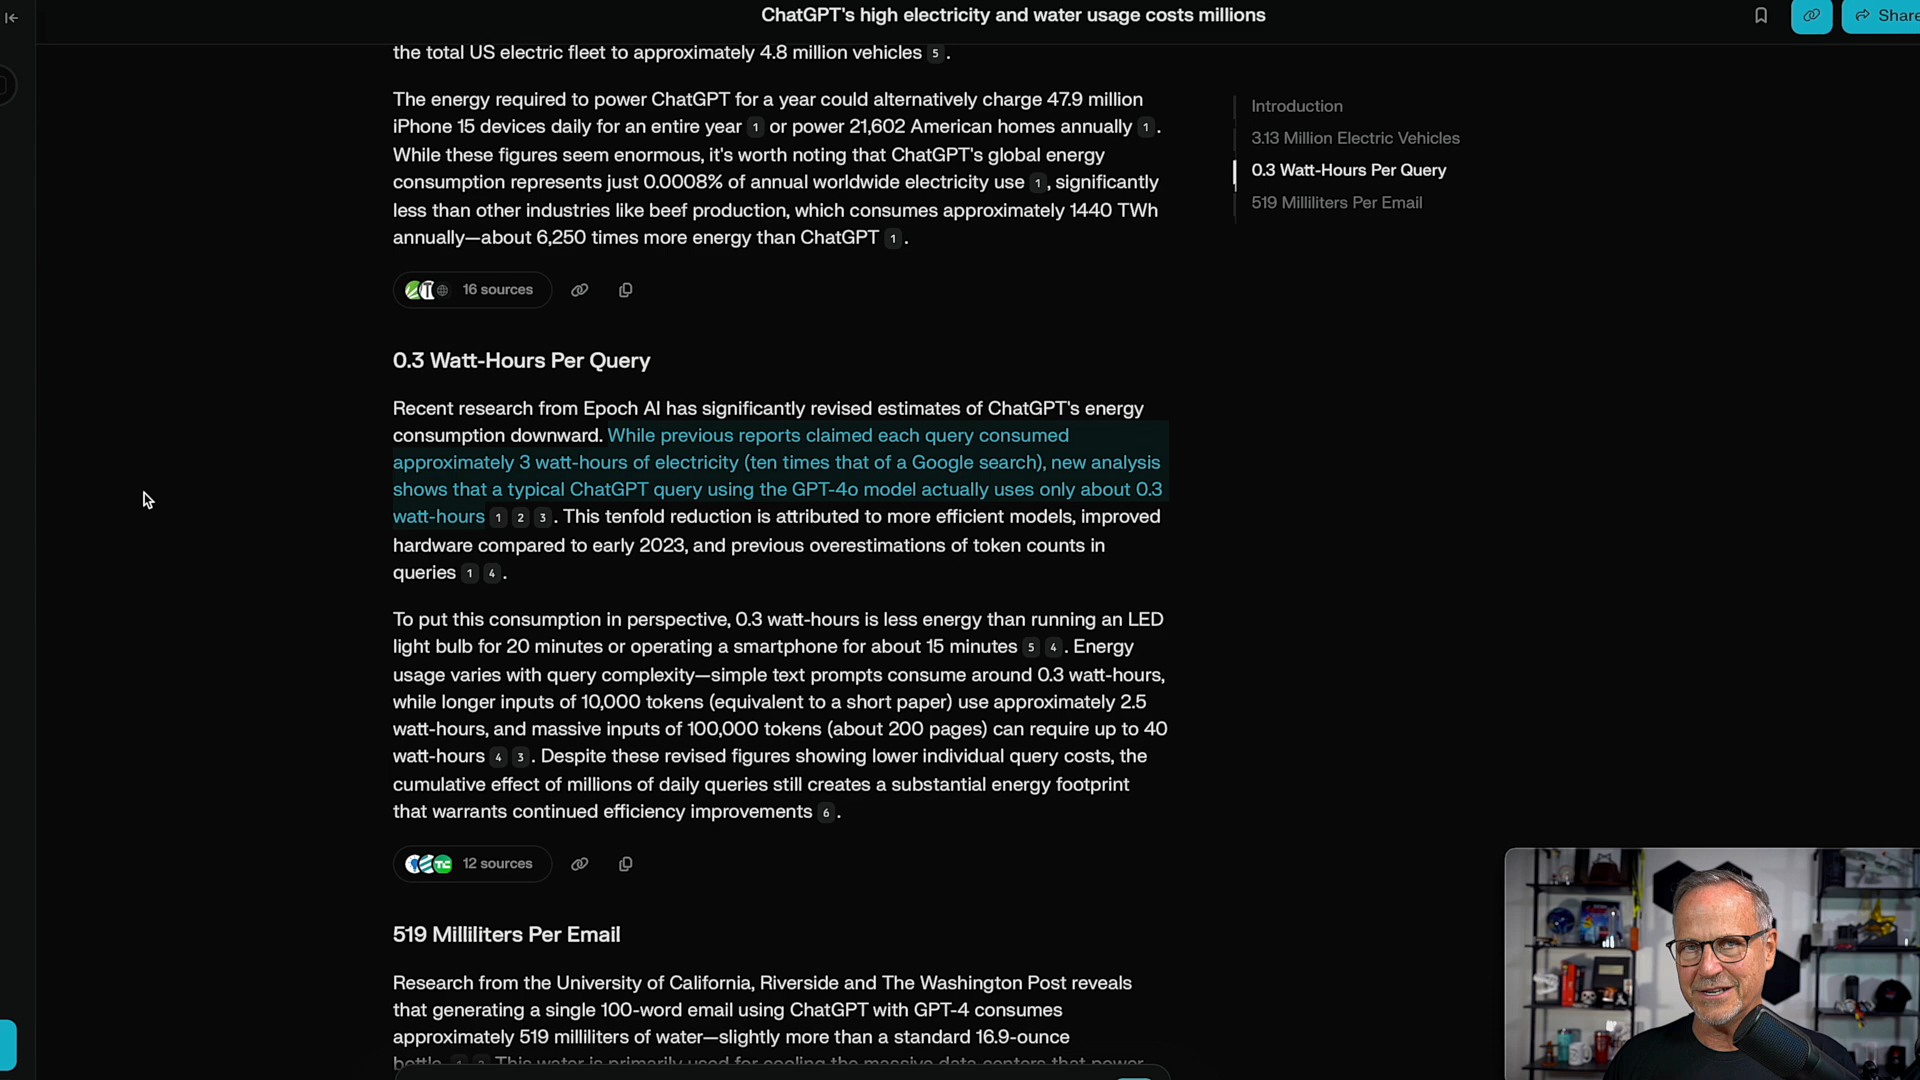 ChatGPT's high electricity and water usage costs millions
Share
the total US electric fleet to approximately 4.8 million vehicles 5 .
The energy required to power ChatGPT for a year could alternatively charge 47.9 million
iPhone 15 devices daily for an entire year 1 or power 21,602 American homes annually 1 .
While these figures seem enormous, it's worth noting that ChatGPT's global energy
consumption represents just 0.0008% of annual worldwide electricity use 1 , significantly
less than other industries like beef production, which consumes approximately 1440 TWh
annually—about 6,250 times more energy than ChatGPT 1 .
16 sources
0.3 Watt-Hours Per Query
Recent research from Epoch AI has significantly revised estimates of ChatGPT's energy
consumption downward. While previous reports claimed each query consumed
approximately 3 watt-hours of electricity (ten times that of a Google search), new analysis
shows that a typical ChatGPT query using the GPT-4o model actually uses only about 0.3
watt-hours 1 2 3 . This tenfold reduction is attributed to more efficient models, improved
hardware compared to early 2023, and previous overestimations of token counts in
queries 1 4 .
To put this consumption in perspective, 0.3 watt-hours is less energy than running an LED
light bulb for 20 minutes or operating a smartphone for about 15 minutes 5 4 . Energy
usage varies with query complexity—simple text prompts consume around 0.3 watt-hours,
while longer inputs of 10,000 tokens (equivalent to a short paper) use approximately 2.5
watt-hours, and massive inputs of 100,000 tokens (about 200 pages) can require up to 40
watt-hours 4 3 . Despite these revised figures showing lower individual query costs, the
cumulative effect of millions of daily queries still creates a substantial energy footprint
that warrants continued efficiency improvements 6 .
TC 12 sources
519 Milliliters Per Email
Research from the University of California, Riverside and The Washington Post reveals
that generating a single 100-word email using ChatGPT with GPT-4 consumes
approximately 519 milliliters of water—slightly more than a standard 16.9-ounce
bottle 1 2 . This water is primarily used for cooling the massive data centers that power
Introduction
3.13 Million Electric Vehicles
0.3 Watt-Hours Per Query
519 Milliliters Per Email